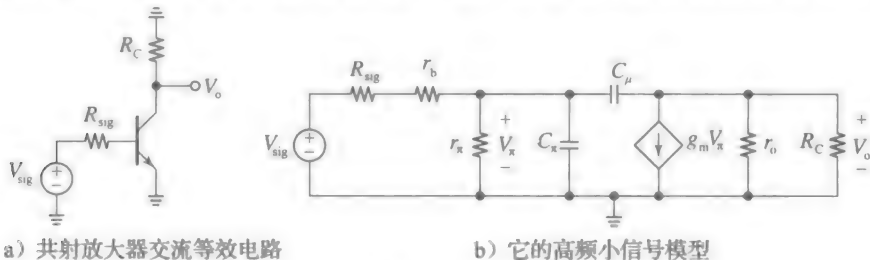 R_C
V_o
R_sig
V_sig
+
−
a）共射放大器交流等效电路
R_sig
r_b
C_μ
V_sig
+
−
r_π
+
V_π
−
C_π
g_m V_π
r_o
R_C
+
V_o
−
b）它的高频小信号模型